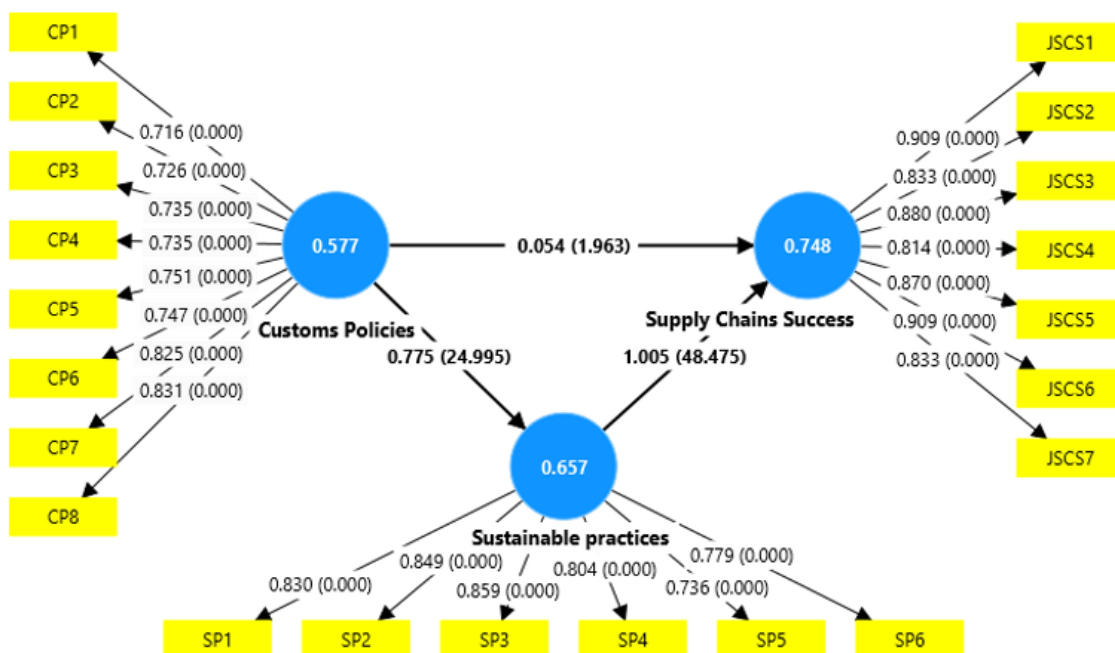 CP1
CP2
CP3
CP4
CP5
CP6
CP7
CP8
0.716 (0.000)
0.726 (0.000)
0.735 (0.000)
0.735 (0.000)
0.751 (0.000)
0.747 (0.000)
0.825 (0.000)
0.831 (0.000)
0.577
Customs Policies
0.054 (1.963)
0.775 (24.995)
1.005 (48.475)
0.748
Supply Chains Success
0.909 (0.000)
0.833 (0.000)
0.880 (0.000)
0.814 (0.000)
0.870 (0.000)
0.909 (0.000)
0.833 (0.000)
JSCS1
JSCS2
JSCS3
JSCS4
JSCS5
JSCS6
JSCS7
0.657
Sustainable practices
0.830 (0.000)
0.849 (0.000)
0.859 (0.000)
0.804 (0.000)
0.736 (0.000)
0.779 (0.000)
SP1
SP2
SP3
SP4
SP5
SP6